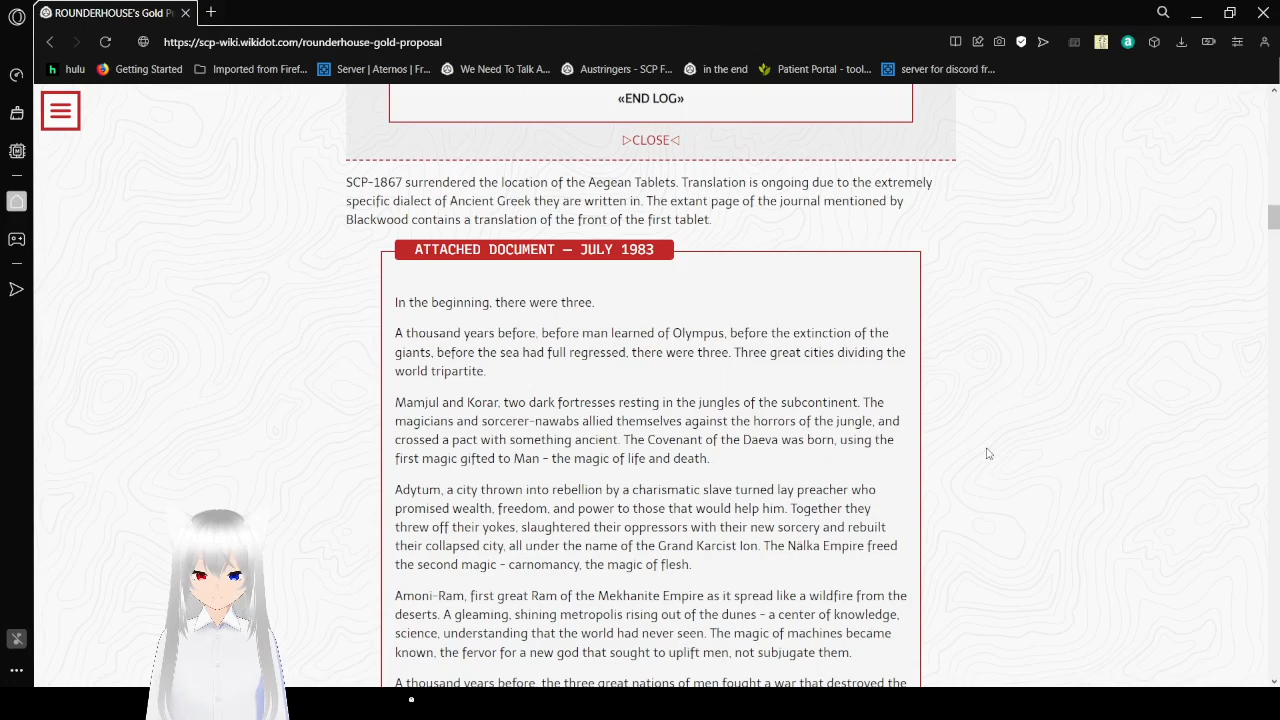 ROUNDERHOUSE's Gold P
https://scp-wiki.wikidot.com/rounderhouse-gold-proposal
hulu
Getting Started
Imported from Firef...
Server | Aternos | Fr...
We Need To Talk A...
Austringers - SCP F...
in the end
Patient Portal - tool...
server for discord fr...
«END LOG»
▷CLOSE◁
SCP-1867 surrendered the location of the Aegean Tablets. Translation is ongoing due to the extremely
specific dialect of Ancient Greek they are written in. The extant page of the journal mentioned by
Blackwood contains a translation of the front of the first tablet.
ATTACHED DOCUMENT — JULY 1983
In the beginning, there were three.
A thousand years before, before man learned of Olympus, before the extinction of the
giants, before the sea had full regressed, there were three. Three great cities dividing the
world tripartite.
Mamjul and Korar, two dark fortresses resting in the jungles of the subcontinent. The
magicians and sorcerer-nawabs allied themselves against the horrors of the jungle, and
crossed a pact with something ancient. The Covenant of the Daeva was born, using the
first magic gifted to Man - the magic of life and death.
Adytum, a city thrown into rebellion by a charismatic slave turned lay preacher who
promised wealth, freedom, and power to those that would help him. Together they
threw off their yokes, slaughtered their oppressors with their new sorcery and rebuilt
their collapsed city, all under the name of the Grand Karcist Ion. The Nälka Empire freed
the second magic - carnomancy, the magic of flesh.
Amoni-Ram, first great Ram of the Mekhanite Empire as it spread like a wildfire from the
deserts. A gleaming, shining metropolis rising out of the dunes - a center of knowledge,
science, understanding that the world had never seen. The magic of machines became
known, the fervor for a new god that sought to uplift men, not subjugate them.
A thousand years before, the three great nations of men fought a war that destroyed the